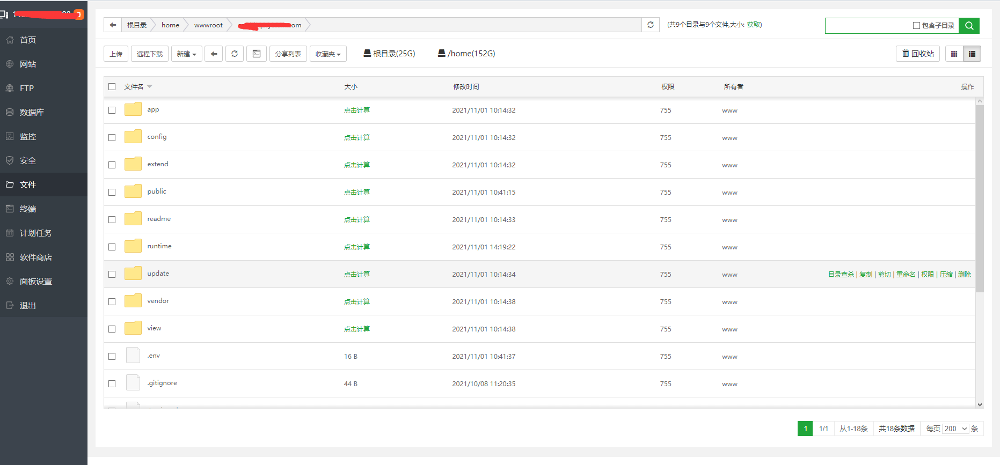 0
首页
网站
FTP
数据库
监控
安全
文件
终端
计划任务
软件商店
面板设置
退出
根目录 home wwwroot
(共9个目录与9个文件,大小: 获取)
包含子目录
上传 远程下载 新建 分享列表 收藏夹 根目录(25G) /home(152G) 回收站
文件名 大小 修改时间 权限 所有者 操作
app 点击计算 2021/11/01 10:14:32 755 www
config 点击计算 2021/11/01 10:14:32 755 www
extend 点击计算 2021/11/01 10:14:32 755 www
public 点击计算 2021/11/01 10:41:15 755 www
readme 点击计算 2021/11/01 10:14:33 755 www
runtime 点击计算 2021/11/01 14:19:22 755 www
update 点击计算 2021/11/01 10:14:34 755 www 目录查杀 | 复制 | 剪切 | 重命名 | 权限 | 压缩 | 删除
vendor 点击计算 2021/11/01 10:14:38 755 www
view 点击计算 2021/11/01 10:14:38 755 www
.env 16 B 2021/11/01 10:41:37 755 www
.gitignore 44 B 2021/10/08 11:20:35 755 www
1 1/1 从1-18条 共18条数据 每页 200 条